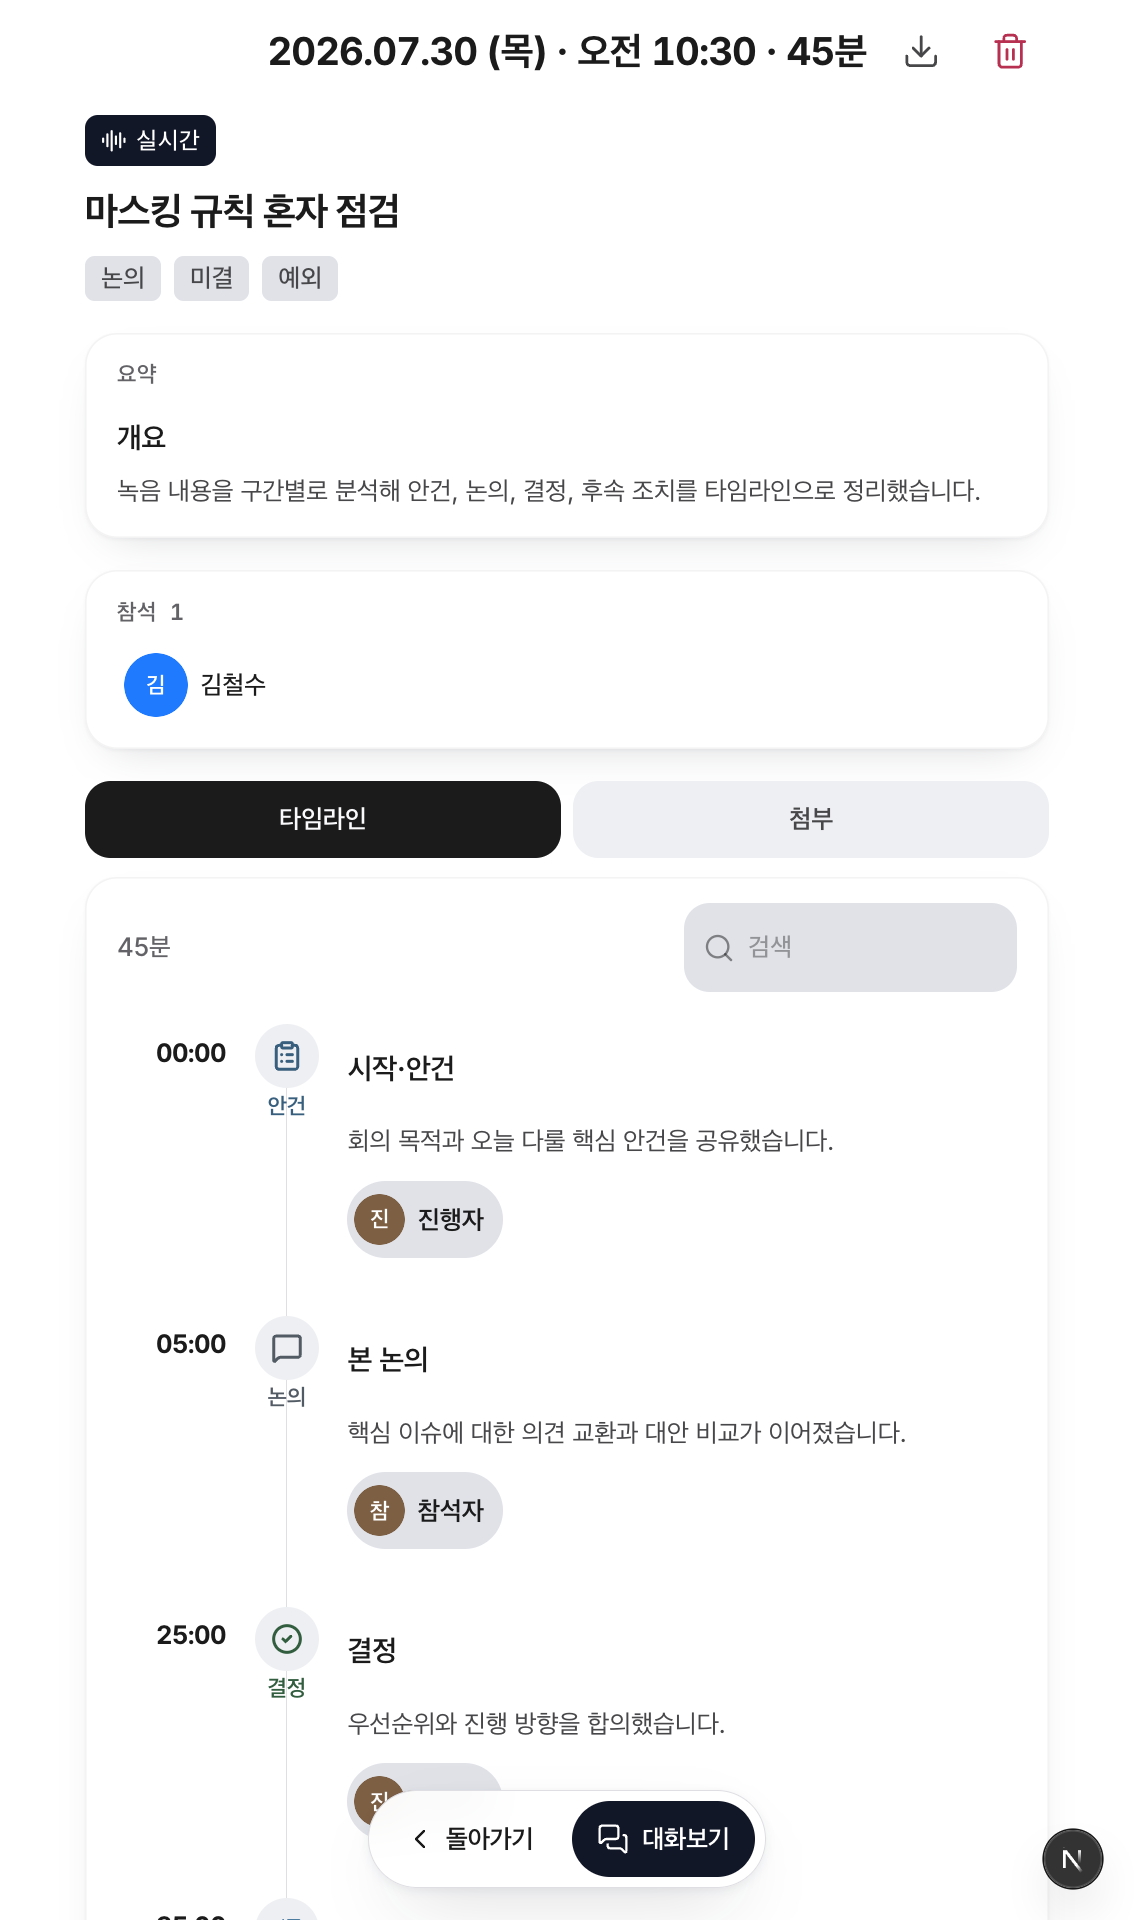 2026.07.30 (목) · 오전 10:30 · 45분
실시간
마스킹 규칙 혼자 점검
논의 미결 예외
요약
개요
녹음 내용을 구간별로 분석해 안건, 논의, 결정, 후속 조치를 타임라인으로 정리했습니다.
참석 1
김 김철수
타임라인 첨부
45분 검색
00:00 시작·안건
안건
회의 목적과 오늘 다룰 핵심 안건을 공유했습니다.
진 진행자
05:00 본 논의
논의
핵심 이슈에 대한 의견 교환과 대안 비교가 이어졌습니다.
참 참석자
25:00 결정
결정
우선순위와 진행 방향을 합의했습니다.
진
돌아가기 대화보기
N